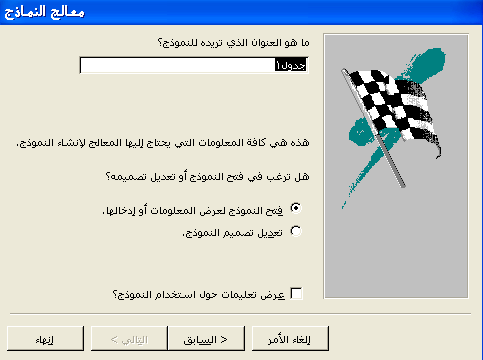 معالج النماذج
ما هو العنوان الذي تريده للنموذج؟
جدول١
هذه هي كافة المعلومات التي يحتاج إليها المعالج لإنشاء النموذج.
هل ترغب في فتح النموذج أو تعديل تصميمه؟
فتح النموذج لعرض المعلومات أو إدخالها.
تعديل تصميم النموذج.
عرض تعليمات حول استخدام النموذج؟
إلغاء الأمر
< السابق
التالي >
إنهاء